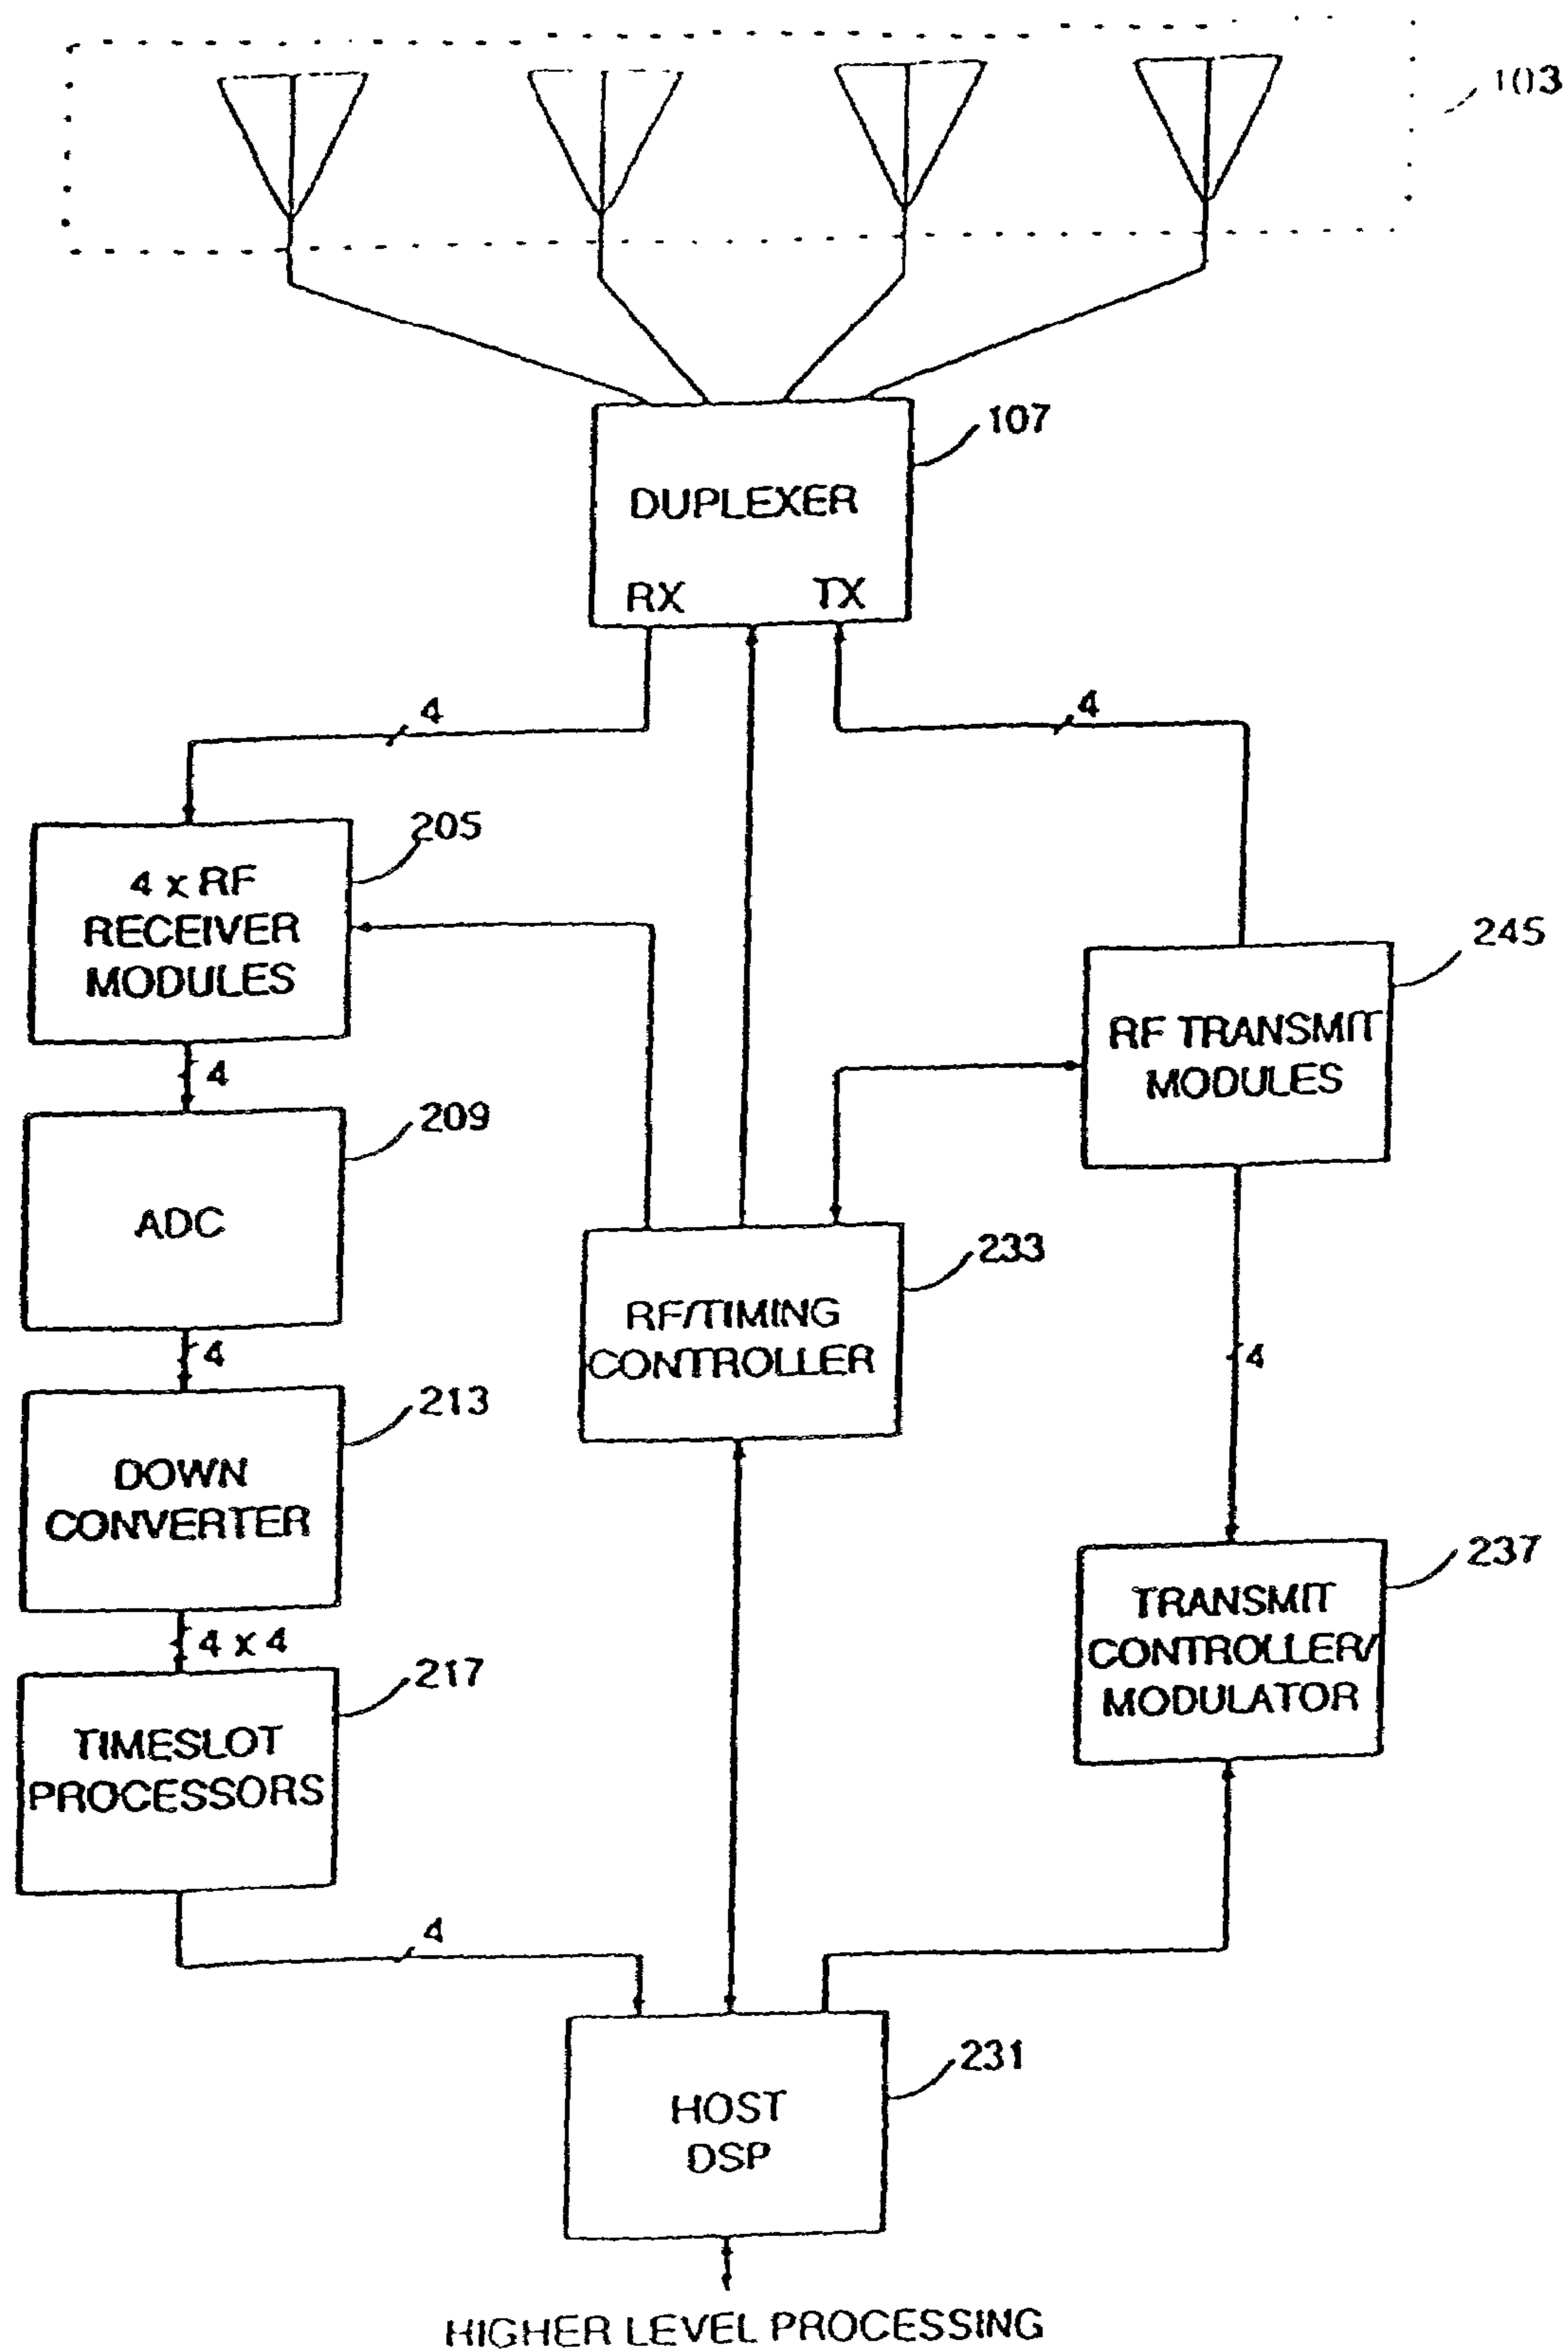 103
107
DUPLEXER
RX
TX
4
4
205
4 x RF
RECEIVER
MODULES
245
RF TRANSMIT
MODULES
4
209
ADC
233
RF/TIMING
CONTROLLER
4
4
213
DOWN
CONVERTER
237
TRANSMIT
CONTROLLER/
MODULATOR
4 x 4
217
TIMESLOT
PROCESSORS
4
231
HOST
DSP
HIGHER LEVEL PROCESSING